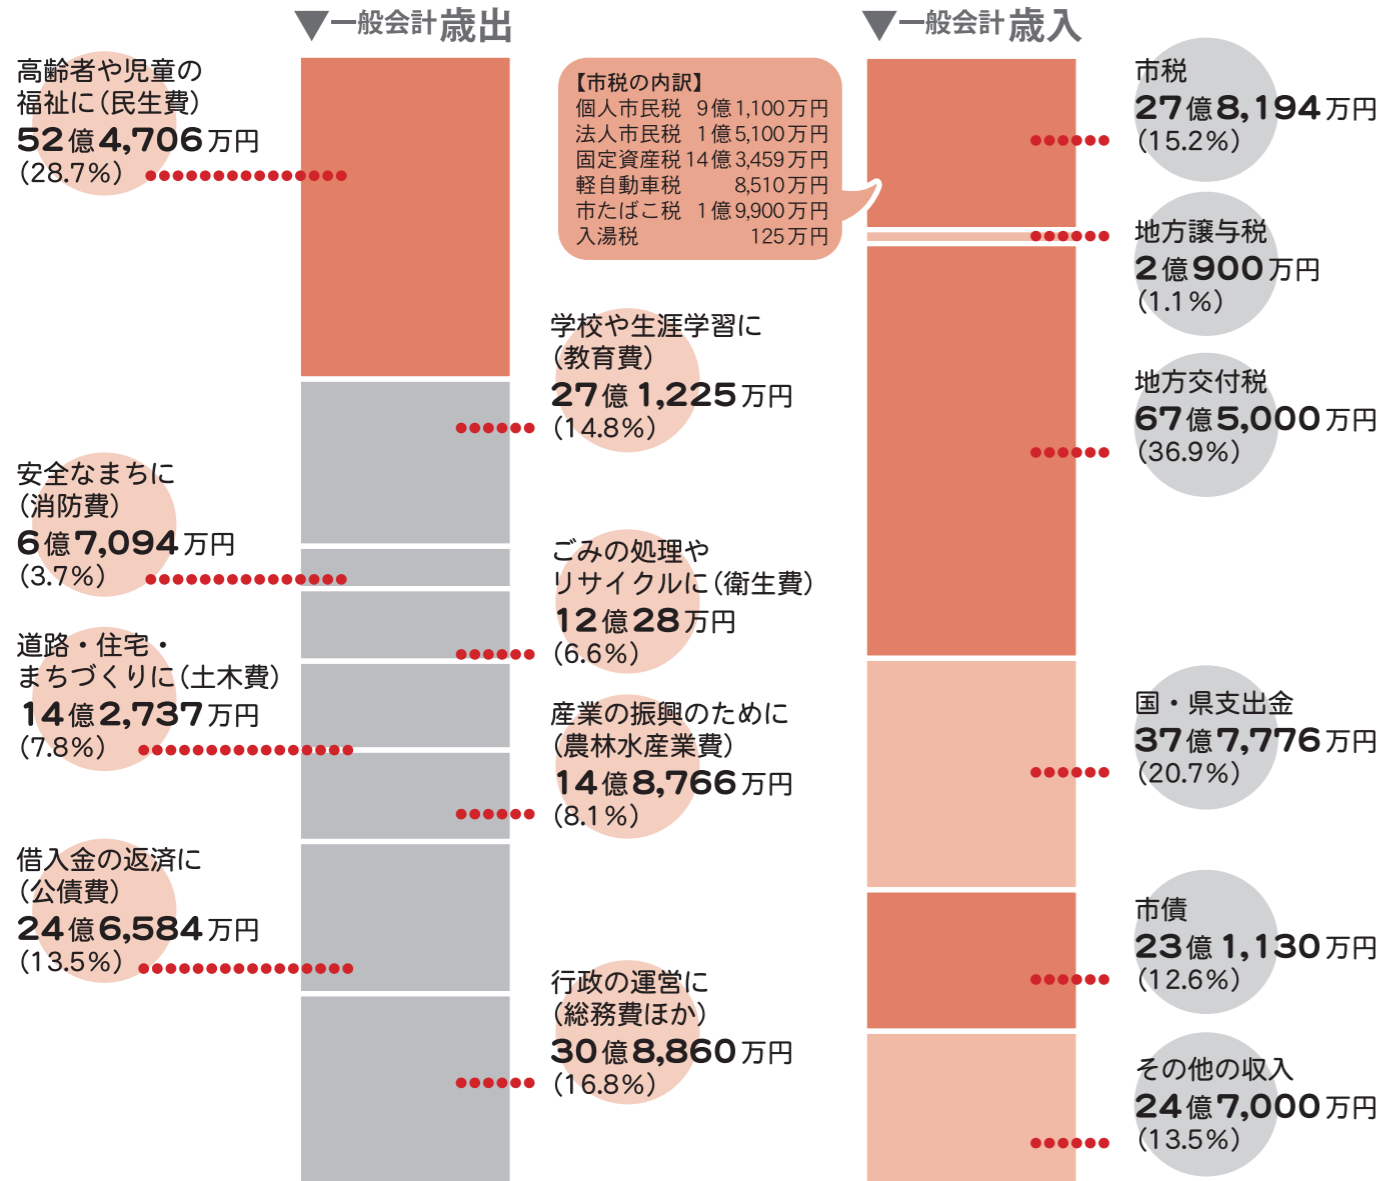 ▼一般会計歳出
高齢者や児童の
福祉に（民生費）
52億4,706万円
（28.7％）
学校や生涯学習に
（教育費）
27億1,225万円
（14.8％）
安全なまちに
（消防費）
6億7,094万円
（3.7％）
ごみの処理や
リサイクルに（衛生費）
12億28万円
（6.6％）
道路・住宅・
まちづくりに（土木費）
14億2,737万円
（7.8％）
産業の振興のために
（農林水産業費）
14億8,766万円
（8.1％）
借入金の返済に
（公債費）
24億6,584万円
（13.5％）
行政の運営に
（総務費ほか）
30億8,860万円
（16.8％）
▼一般会計歳入
【市税の内訳】
個人市民税 9億1,100万円
法人市民税 1億5,100万円
固定資産税14億3,459万円
軽自動車税 8,510万円
市たばこ税 1億9,900万円
入湯税 125万円
市税
27億8,194万円
（15.2％）
地方譲与税
2億900万円
（1.1％）
地方交付税
67億5,000万円
（36.9％）
国・県支出金
37億7,776万円
（20.7％）
市債
23億1,130万円
（12.6％）
その他の収入
24億7,000万円
（13.5％）